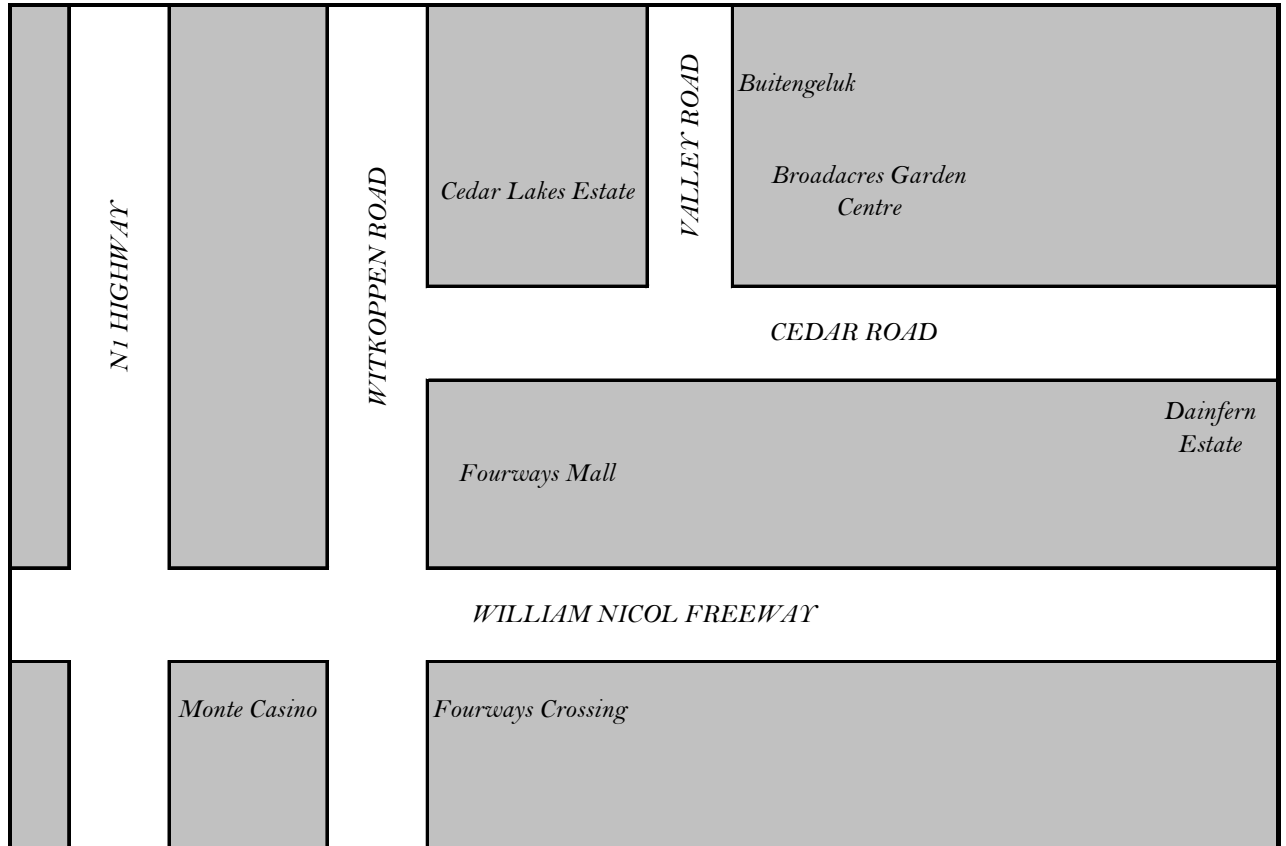 Buitengeluk
VALLEY ROAD
Broadacres Garden
Centre
Cedar Lakes Estate
WITKOPPEN ROAD
N1 HIGHWAY
CEDAR ROAD
Dainfern
Estate
Fourways Mall
WILLIAM NICOL FREEWAY
Monte Casino
Fourways Crossing